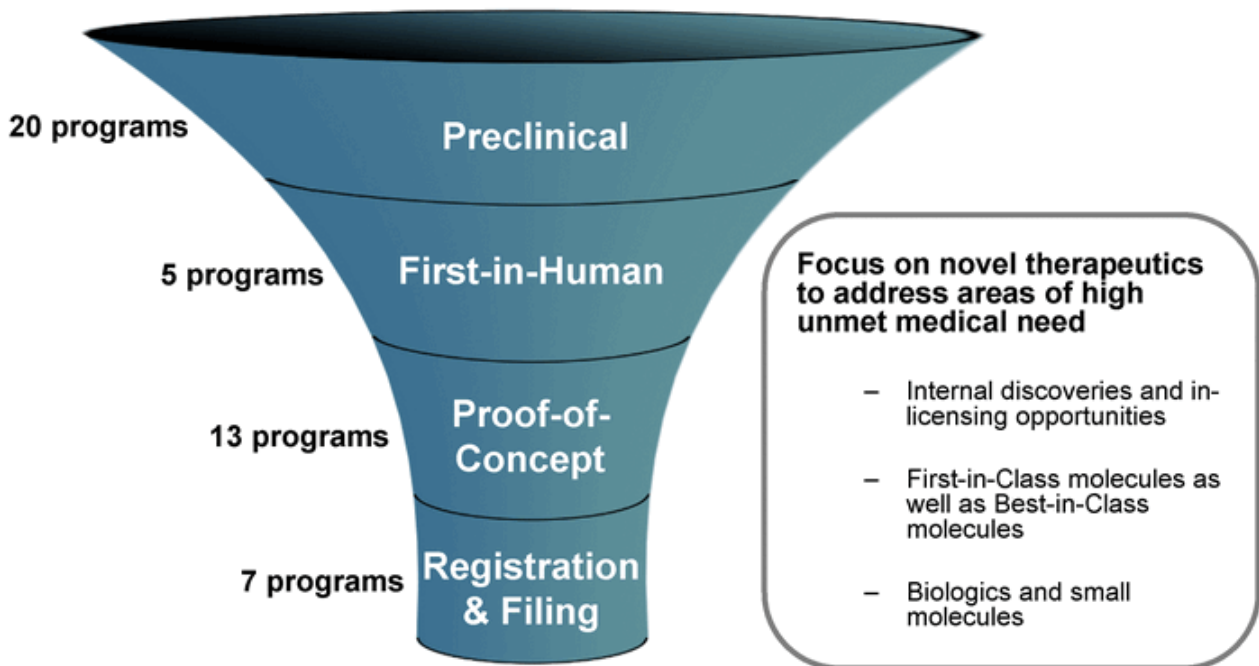 20 programs
Preclinical
5 programs
First-in-Human
13 programs
Proof-of-
Concept
7 programs
Registration
& Filing
Focus on novel therapeutics
to address areas of high
unmet medical need
– Internal discoveries and in-
licensing opportunities
– First-in-Class molecules as
well as Best-in-Class
molecules
– Biologics and small
molecules